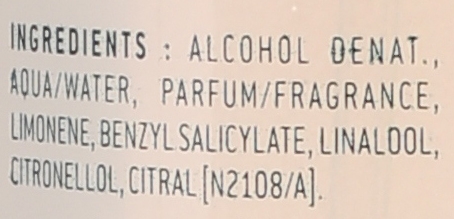 INGREDIENTS : ALCOHOL DENAT.,
AQUA/WATER, PARFUM/FRAGRANCE,
LIMONENE, BENZYL SALICYLATE, LINALOOL,
CITRONELLOL, CITRAL [N2108/A].